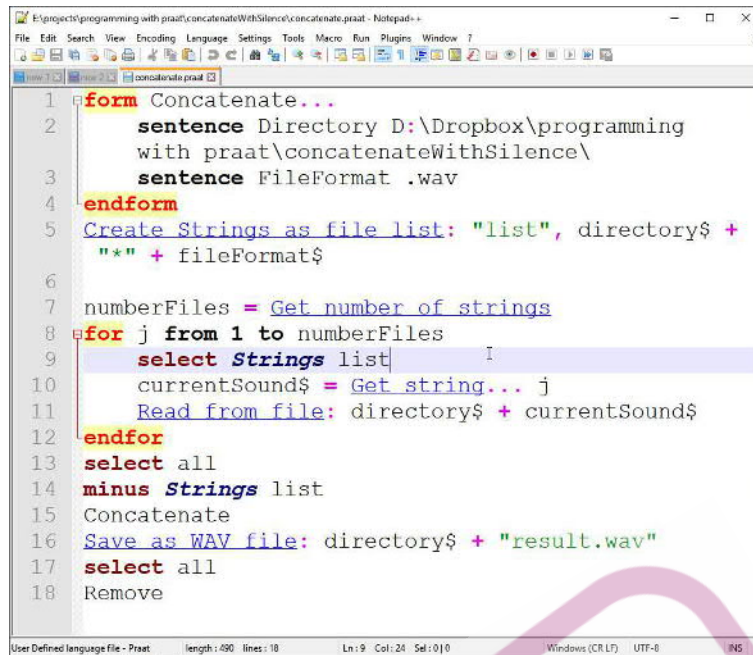 E:\projects\programming with praat\concatenateWithSilence\concatenate.praat - Notepad++
File Edit Search View Encoding Language Settings Tools Macro Run Plugins Window ?
new 1 new 2 concatenate.praat
1 form Concatenate...
2 sentence Directory D:\Dropbox\programming
with praat\concatenateWithSilence\
3 sentence FileFormat .wav
4 endform
5 Create Strings as file list: "list", directory$ +
"*" + fileFormat$
6
7 numberFiles = Get number of strings
8 for j from 1 to numberFiles
9 select Strings list
10 currentSound$ = Get string... j
11 Read from file: directory$ + currentSound$
12 endfor
13 select all
14 minus Strings list
15 Concatenate
16 Save as WAV file: directory$ + "result.wav"
17 select all
18 Remove
User Defined language file - Praat length : 490 lines : 18 Ln : 9 Col : 24 Sel : 0 | 0 Windows (CR LF) UTF-8 INS